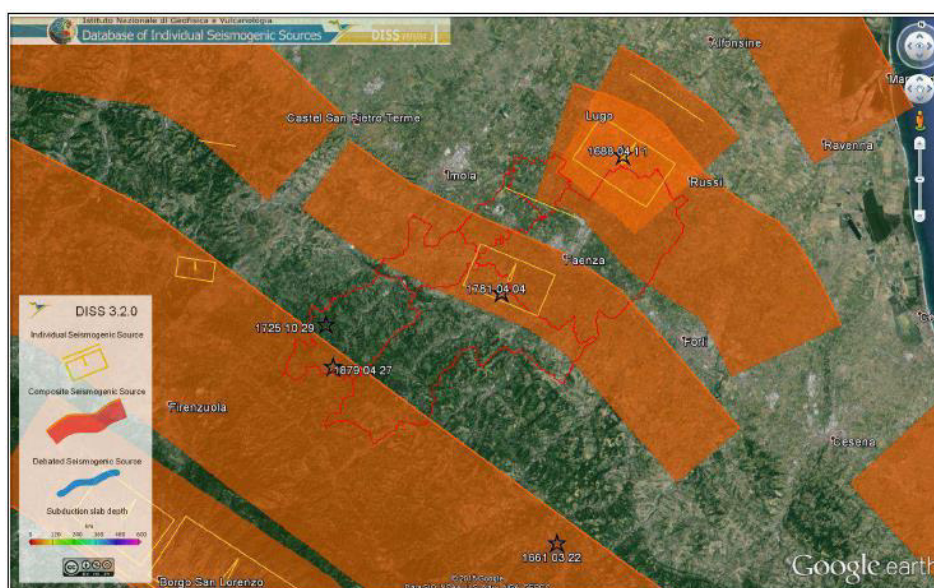 Istituto Nazionale di Geofisica e Vulcanologia
Database of Individual Seismogenic Sources
DISS
N
Alfonsine
Castel San Pietro Terme
Lugo
1688 04 11
Ravenna
Imola
Russi
Faenza
1781 04 04
DISS 3.2.0
1725 10 29
Forlì
Individual Seismogenic Source
1879 04 27
Composite Seismogenic Source
Firenzuola
Cesena
Debated Seismogenic Source
Subduction slab depth
km
1661 03 22
Borgo San Lorenzo
© 2015 Google
Google earth